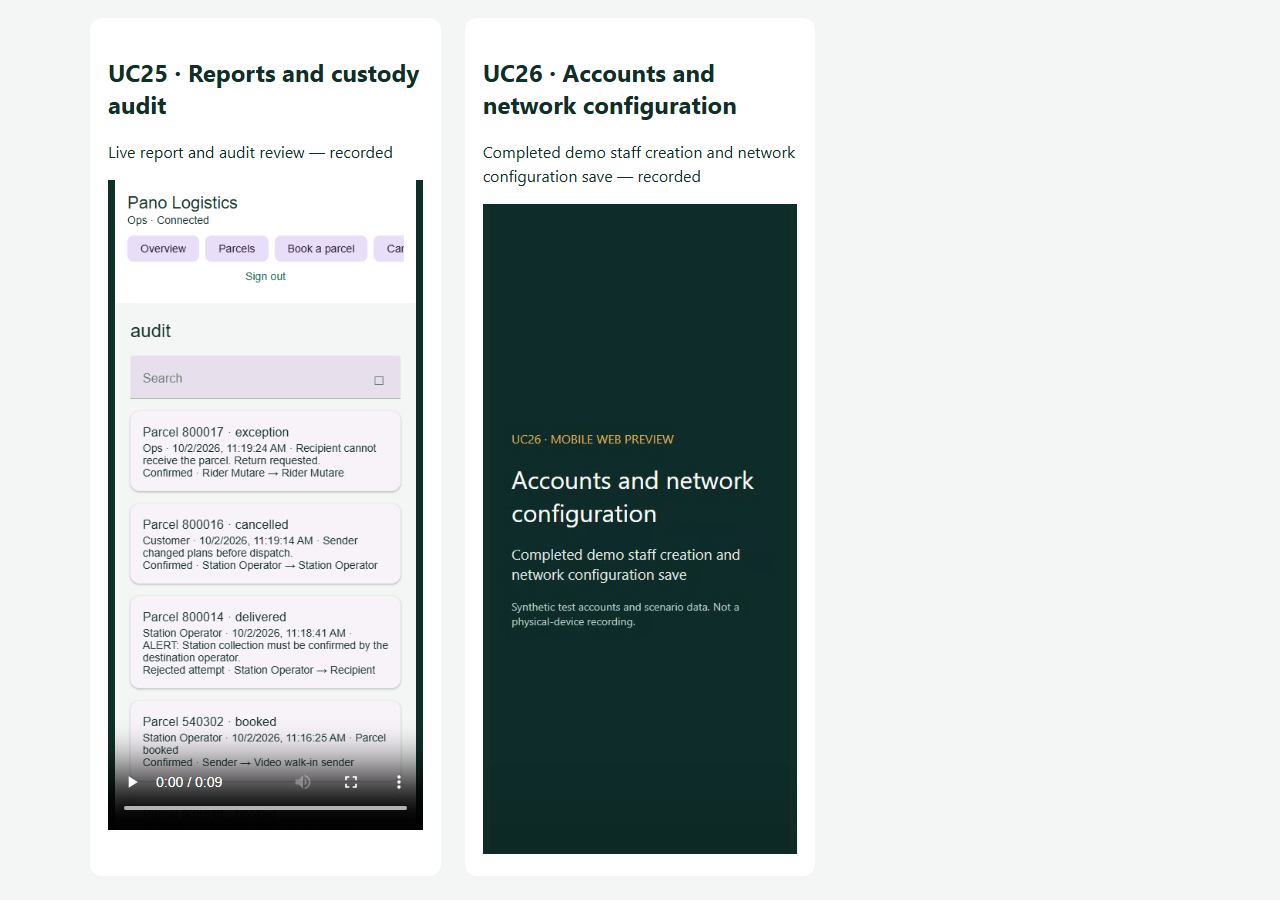 UC25 · Reports and custody
audit
Live report and audit review — recorded
Pano Logistics
Ops · Connected
Overview
Parcels
Book a parcel
Car
Sign out
audit
Search
Parcel 800017 · exception
Ops · 10/2/2026, 11:19:24 AM · Recipient cannot
receive the parcel. Return requested.
Confirmed · Rider Mutare → Rider Mutare
Parcel 800016 · cancelled
Customer · 10/2/2026, 11:19:14 AM · Sender
changed plans before dispatch.
Confirmed · Station Operator → Station Operator
Parcel 800014 · delivered
Station Operator · 10/2/2026, 11:18:41 AM ·
ALERT: Station collection must be confirmed by the
destination operator.
Rejected attempt · Station Operator → Recipient
Parcel 540302 · booked
Station Operator · 10/2/2026, 11:16:25 AM · Parcel
booked
Confirmed · Sender → Video walk-in sender
0:00 / 0:09
UC26 · Accounts and
network configuration
Completed demo staff creation and network
configuration save — recorded
UC26 · MOBILE WEB PREVIEW
Accounts and network
configuration
Completed demo staff creation and
network configuration save
Synthetic test accounts and scenario data. Not a
physical-device recording.